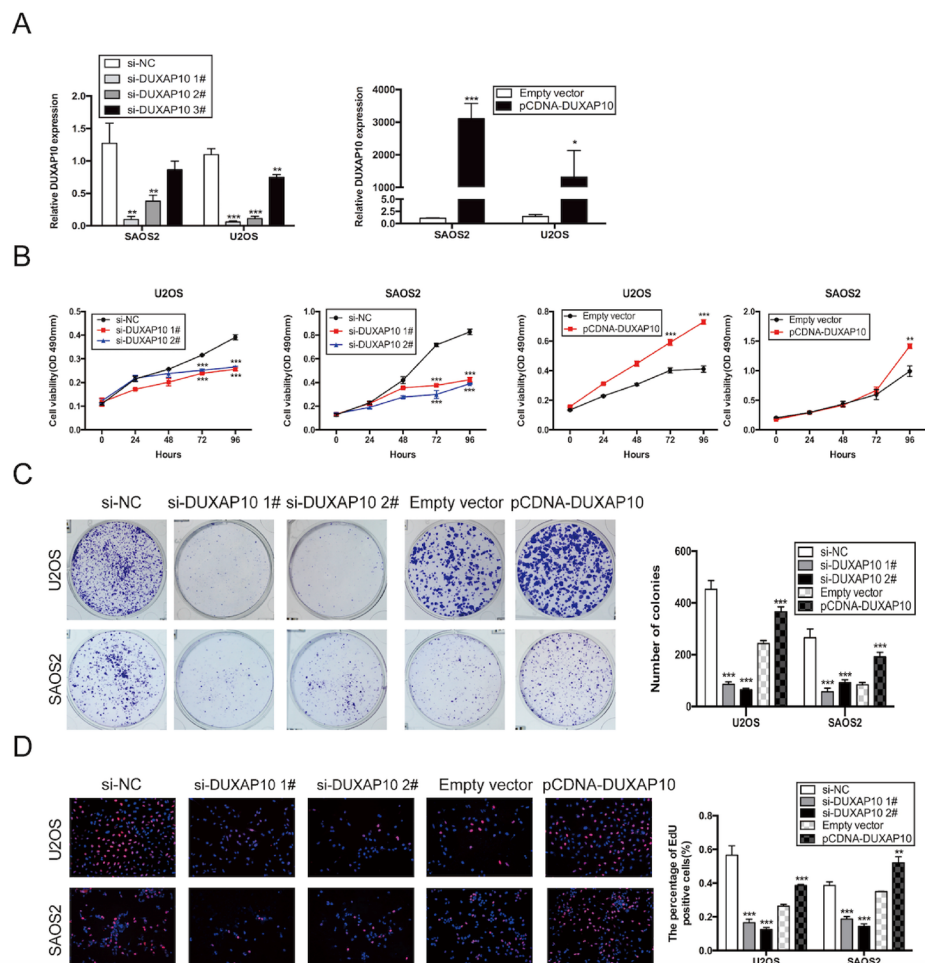 A
si-NC
si-DUXAP10 1#
si-DUXAP10 2#
si-DUXAP10 3#
Relative DUXAP10 expression
2.0
1.5
1.0
0.5
0.0
**
**
***
***
**
SAOS2
U2OS
Empty vector
pCDNA-DUXAP10
Relative DUXAP10 expression
4000
3000
2000
1000
5.0
2.5
0.0
***
*
SAOS2
U2OS
B
U2OS
Cell viability(OD 490mm)
0.5
0.4
0.3
0.2
0.1
0.0
si-NC
si-DUXAP10 1#
si-DUXAP10 2#
***
***
***
***
0 24 48 72 96
Hours
SAOS2
Cell viability(OD 490mm)
1.0
0.8
0.6
0.4
0.2
0.0
si-NC
si-DUXAP10 1#
si-DUXAP10 2#
***
***
***
***
0 24 48 72 96
Hours
U2OS
Cell viability(OD 490mm)
0.8
0.6
0.4
0.2
0.0
Empty vector
pCDNA-DUXAP10
***
***
0 24 48 72 96
Hours
SAOS2
Cell viability(OD 490mm)
2.0
1.5
1.0
0.5
0.0
Empty vector
pCDNA-DUXAP10
**
0 24 48 72 96
Hours
C
si-NC si-DUXAP10 1# si-DUXAP10 2# Empty vector pCDNA-DUXAP10
U2OS
SAOS2
Number of colonies
600
400
200
0
si-NC
si-DUXAP10 1#
si-DUXAP10 2#
Empty vector
pCDNA-DUXAP10
***
***
***
***
***
***
U2OS
SAOS2
D
si-NC si-DUXAP10 1# si-DUXAP10 2# Empty vector pCDNA-DUXAP10
U2OS
SAOS2
The percentage of EdU
positive cells(%)
0.8
0.6
0.4
0.2
0.0
si-NC
si-DUXAP10 1#
si-DUXAP10 2#
Empty vector
pCDNA-DUXAP10
***
***
***
***
***
**
U2OS
SAOS2